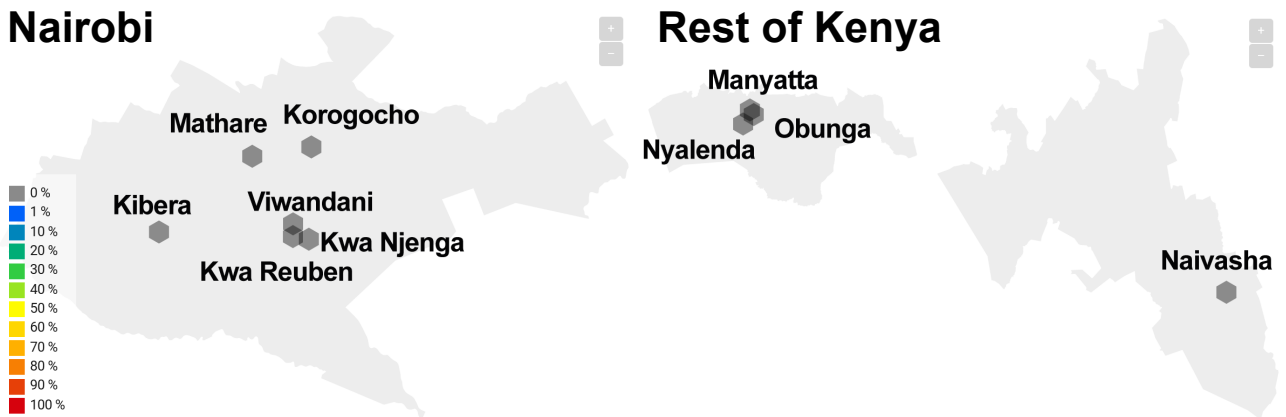 Nairobi
Rest of Kenya
+
−
+
−
Manyatta
Mathare
Korogocho
Obunga
Nyalenda
Kibera
Viwandani
Kwa Njenga
Kwa Reuben
Naivasha
0 %
1 %
10 %
20 %
30 %
40 %
50 %
60 %
70 %
80 %
90 %
100 %